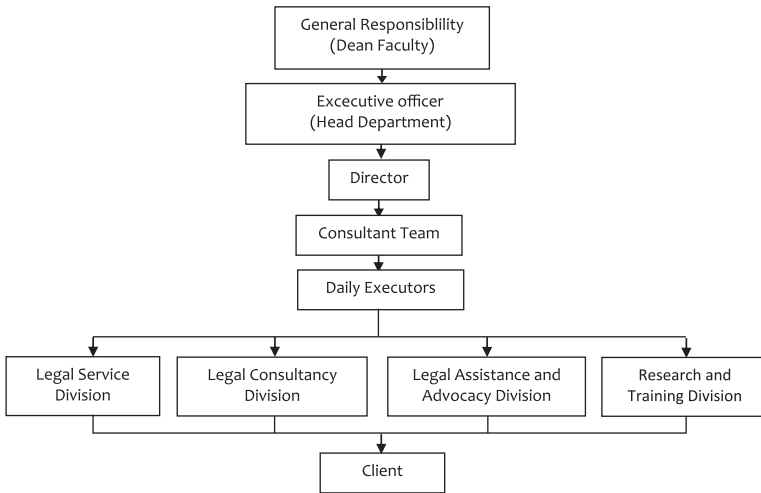 General Responsiblility
(Dean Faculty)
Excecutive officer
(Head Department)
Director
Consultant Team
Daily Executors
Legal Service
Division
Legal Consultancy
Division
Legal Assistance and
Advocacy Division
Research and
Training Division
Client